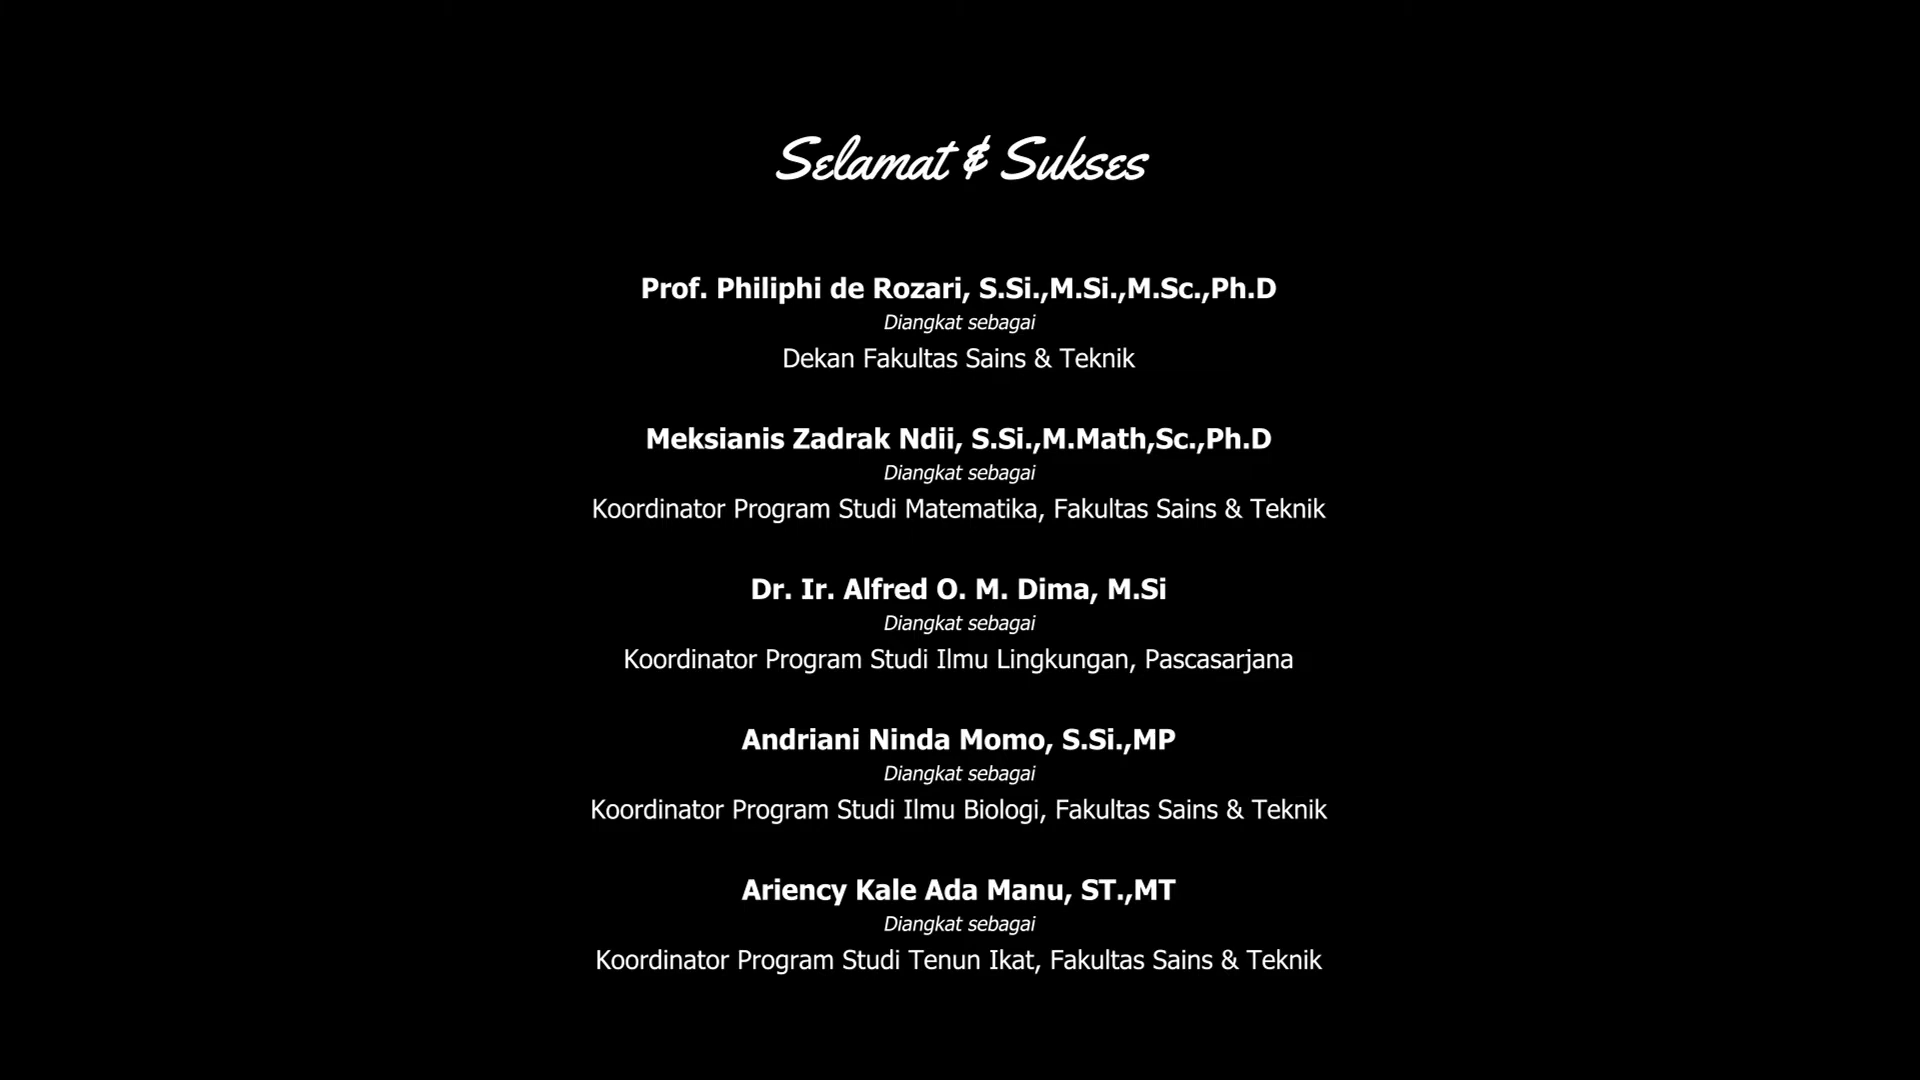 Selamat & Sukses
Prof. Philiphi de Rozari, S.Si.,M.Si.,M.Sc.,Ph.D
Diangkat sebagai
Dekan Fakultas Sains & Teknik
Meksianis Zadrak Ndii, S.Si.,M.Math,Sc.,Ph.D
Diangkat sebagai
Koordinator Program Studi Matematika, Fakultas Sains & Teknik
Dr. Ir. Alfred O. M. Dima, M.Si
Diangkat sebagai
Koordinator Program Studi Ilmu Lingkungan, Pascasarjana
Andriani Ninda Momo, S.Si.,MP
Diangkat sebagai
Koordinator Program Studi Ilmu Biologi, Fakultas Sains & Teknik
Ariency Kale Ada Manu, ST.,MT
Diangkat sebagai
Koordinator Program Studi Tenun Ikat, Fakultas Sains & Teknik